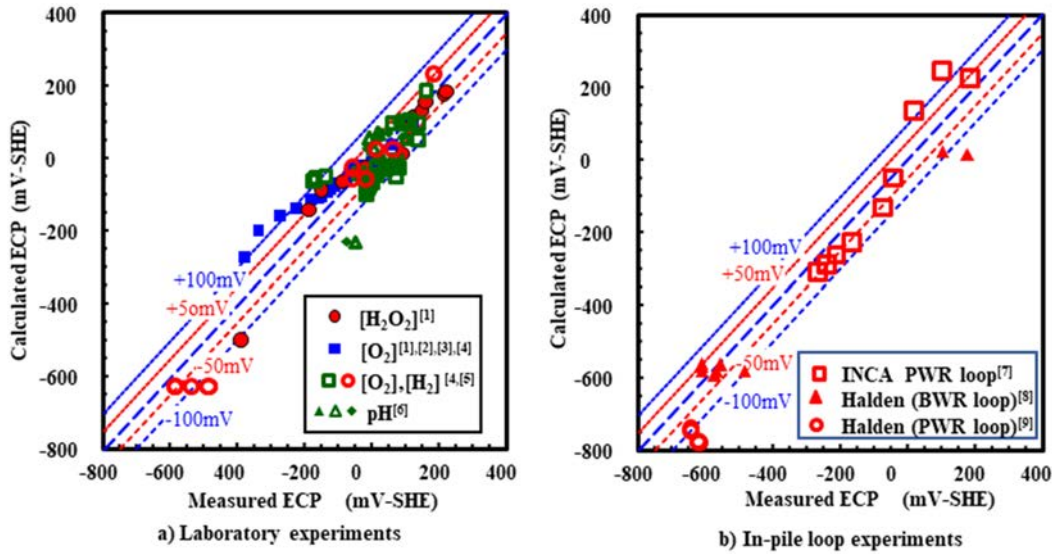 400
200
0
-200
-400
-600
-800
Calculated ECP (mV-SHE)
+100mV
+5omV
-50mV
-100mV
[H2O2][1]
[O2][1],[2],[3],[4]
[O2],[H2] [4,[5]
pH[6]
-800 -600 400 -200 0 200 400
Measured ECP (mV-SHE)
a) Laboratory experiments
400
200
0
-200
-400
-600
-800
Calculated ECP (mV-SHE)
+100mV
+50mV
-50mV
-100mV
INCA PWR loop[7]
Halden (BWR loop)[8]
Halden (PWR loop)[9]
-800 -600 -400 -200 0 200 400
Measured ECP (mV-SHE)
b) In-pile loop experiments